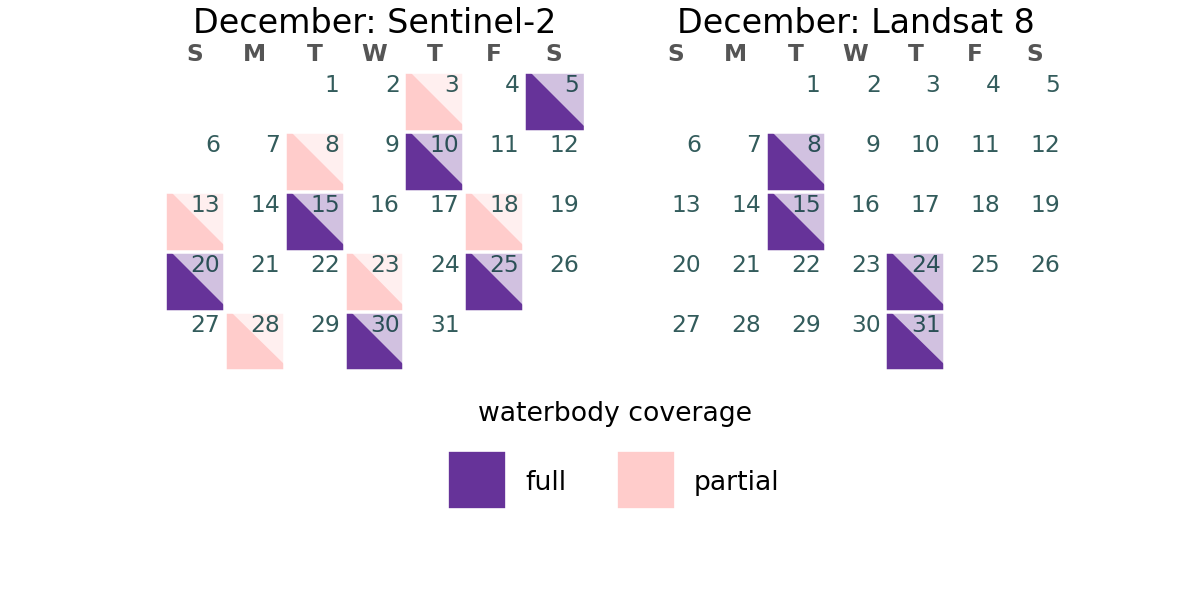 December: Sentinel-2
S M T W T F S
1 2 3 4 5
6 7 8 9 10 11 12
13 14 15 16 17 18 19
20 21 22 23 24 25 26
27 28 29 30 31
December: Landsat 8
S M T W T F S
1 2 3 4 5
6 7 8 9 10 11 12
13 14 15 16 17 18 19
20 21 22 23 24 25 26
27 28 29 30 31
waterbody coverage
full partial